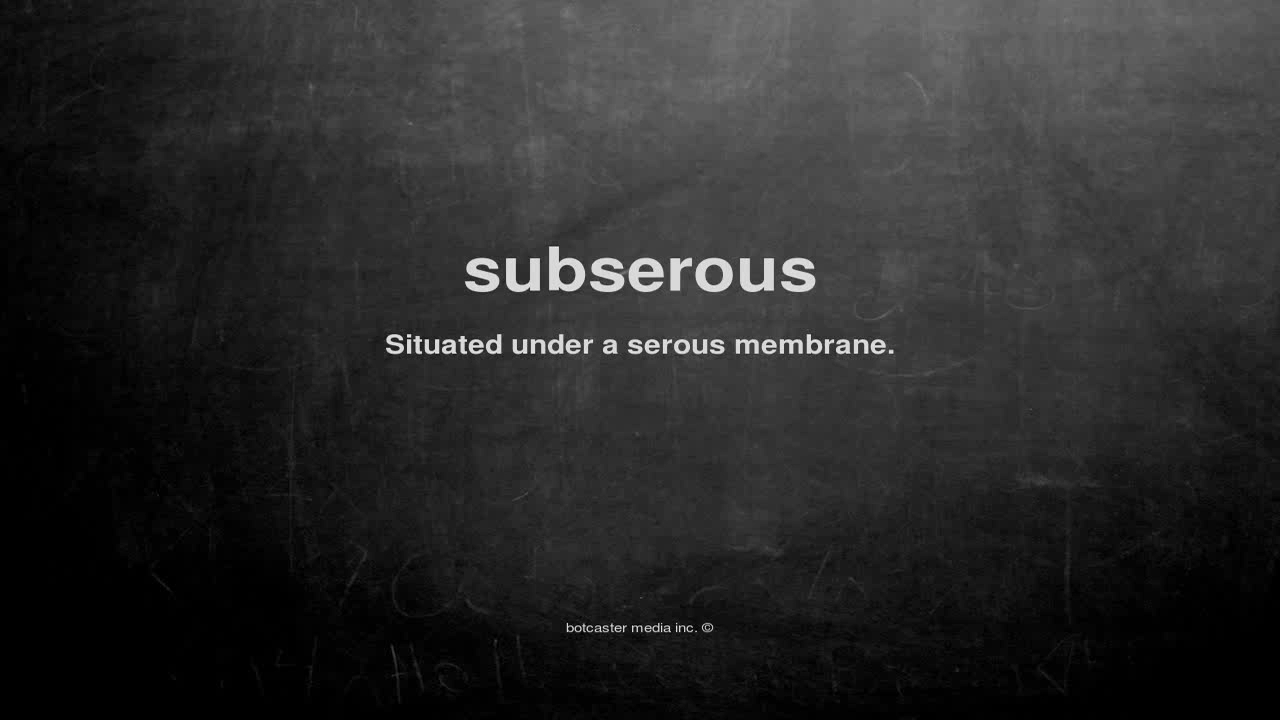 subserous
Situated under a serous membrane.
botcaster media inc. ©